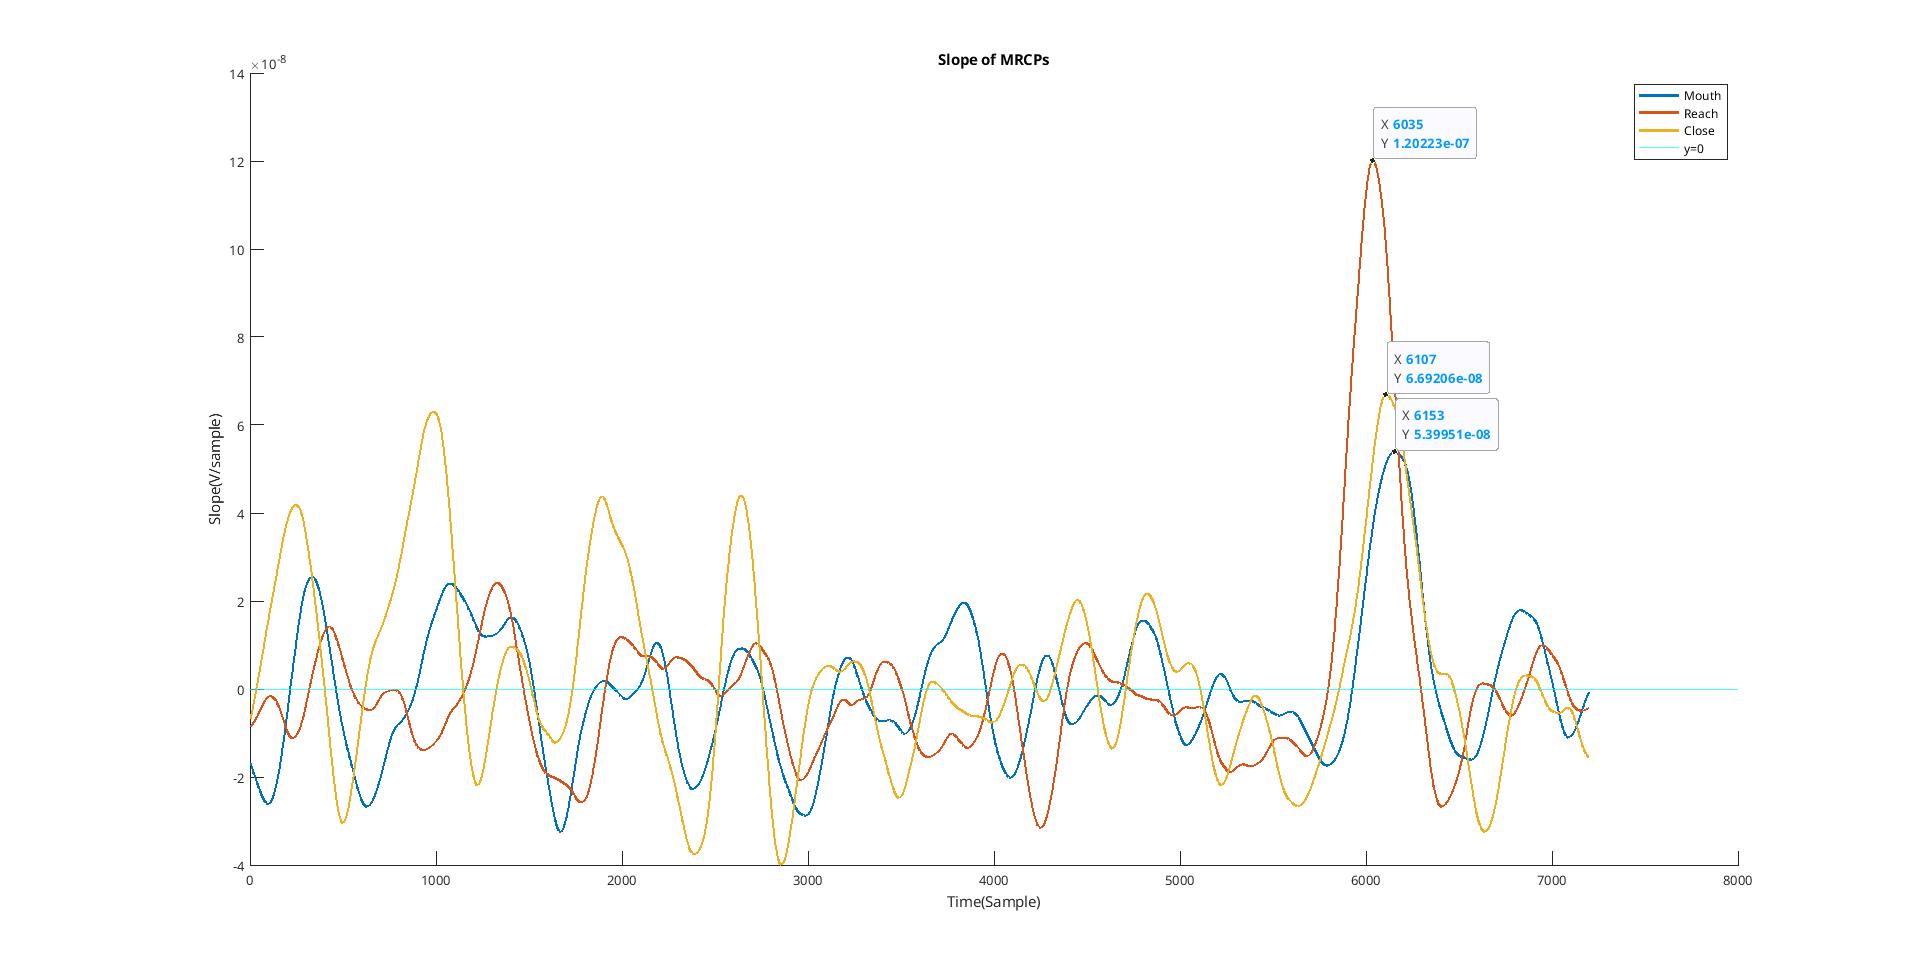 Slope of MRCPs
×10-8
14
12
10
8
6
4
2
0
-2
-4
Slope(V/sample)
0 1000 2000 3000 4000 5000 6000 7000 8000
Time(Sample)
Mouth
Reach
Close
y=0
X 6035
Y 1.20223e-07
X 6107
Y 6.69206e-08
X 6153
Y 5.39951e-08